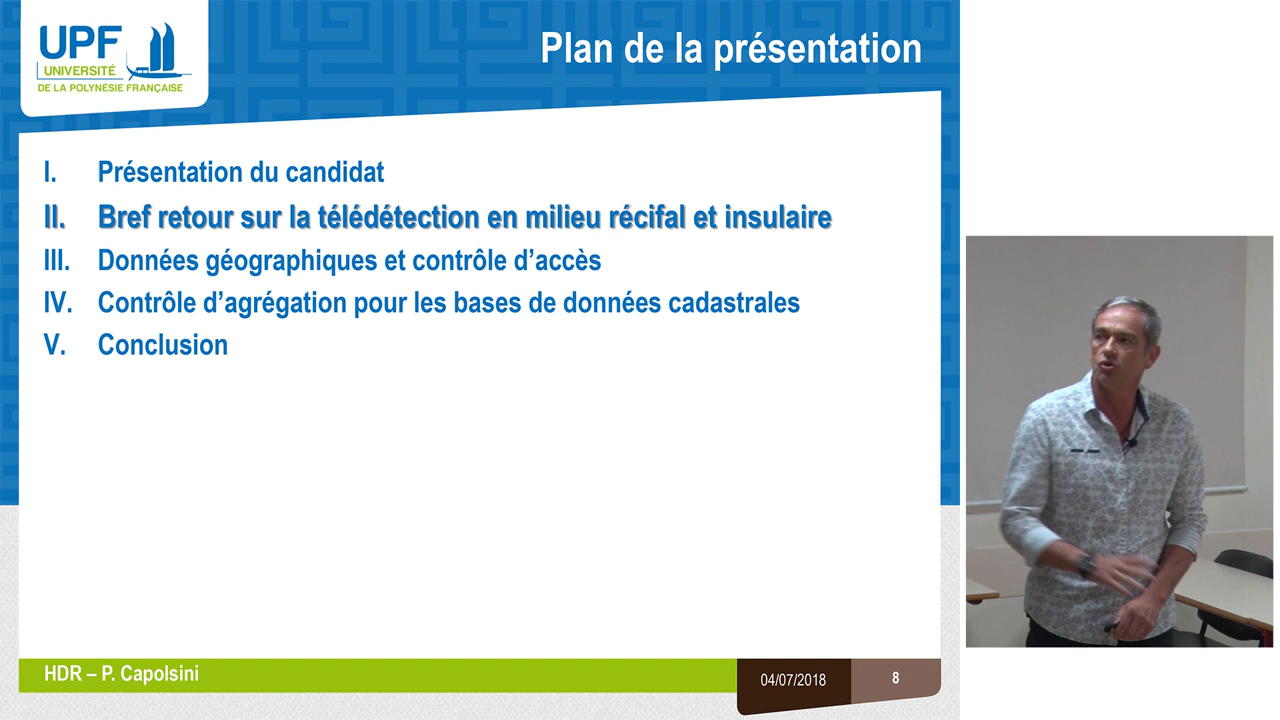 UPF
UNIVERSITÉ
DE LA POLYNÉSIE FRANÇAISE
Plan de la présentation
I. Présentation du candidat
II. Bref retour sur la télédétection en milieu récifal et insulaire
III. Données géographiques et contrôle d’accès
IV. Contrôle d’agrégation pour les bases de données cadastrales
V. Conclusion
HDR – P. Capolsini
04/07/2018
8